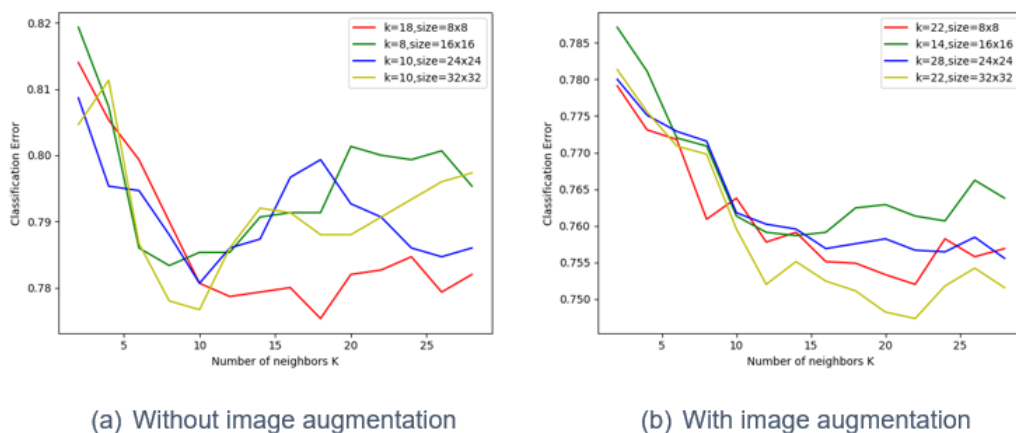 0.82
0.81
0.80
0.79
0.78
Classification Error
5
10
15
20
25
Number of neighbors K
k=18,size=8x8
k=8,size=16x16
k=10,size=24x24
k=10,size=32x32
(a) Without image augmentation
0.785
0.780
0.775
0.770
0.765
0.760
0.755
0.750
Classification Error
5
10
15
20
25
Number of neighbors K
k=22,size=8x8
k=14,size=16x16
k=28,size=24x24
k=22,size=32x32
(b) With image augmentation